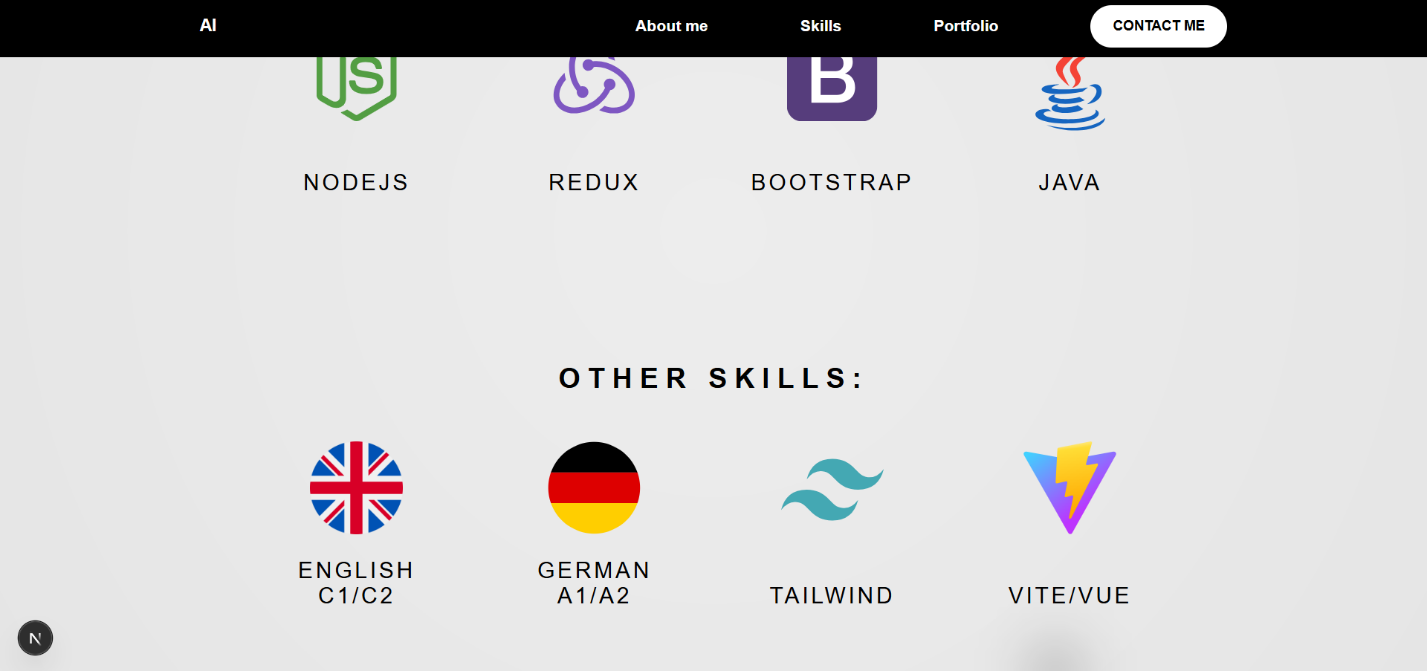 AI
About me
Skills
Portfolio
CONTACT ME
JS
B
NODEJS
REDUX
BOOTSTRAP
JAVA
OTHER SKILLS:
ENGLISH
C1/C2
GERMAN
A1/A2
TAILWIND
VITE/VUE
N